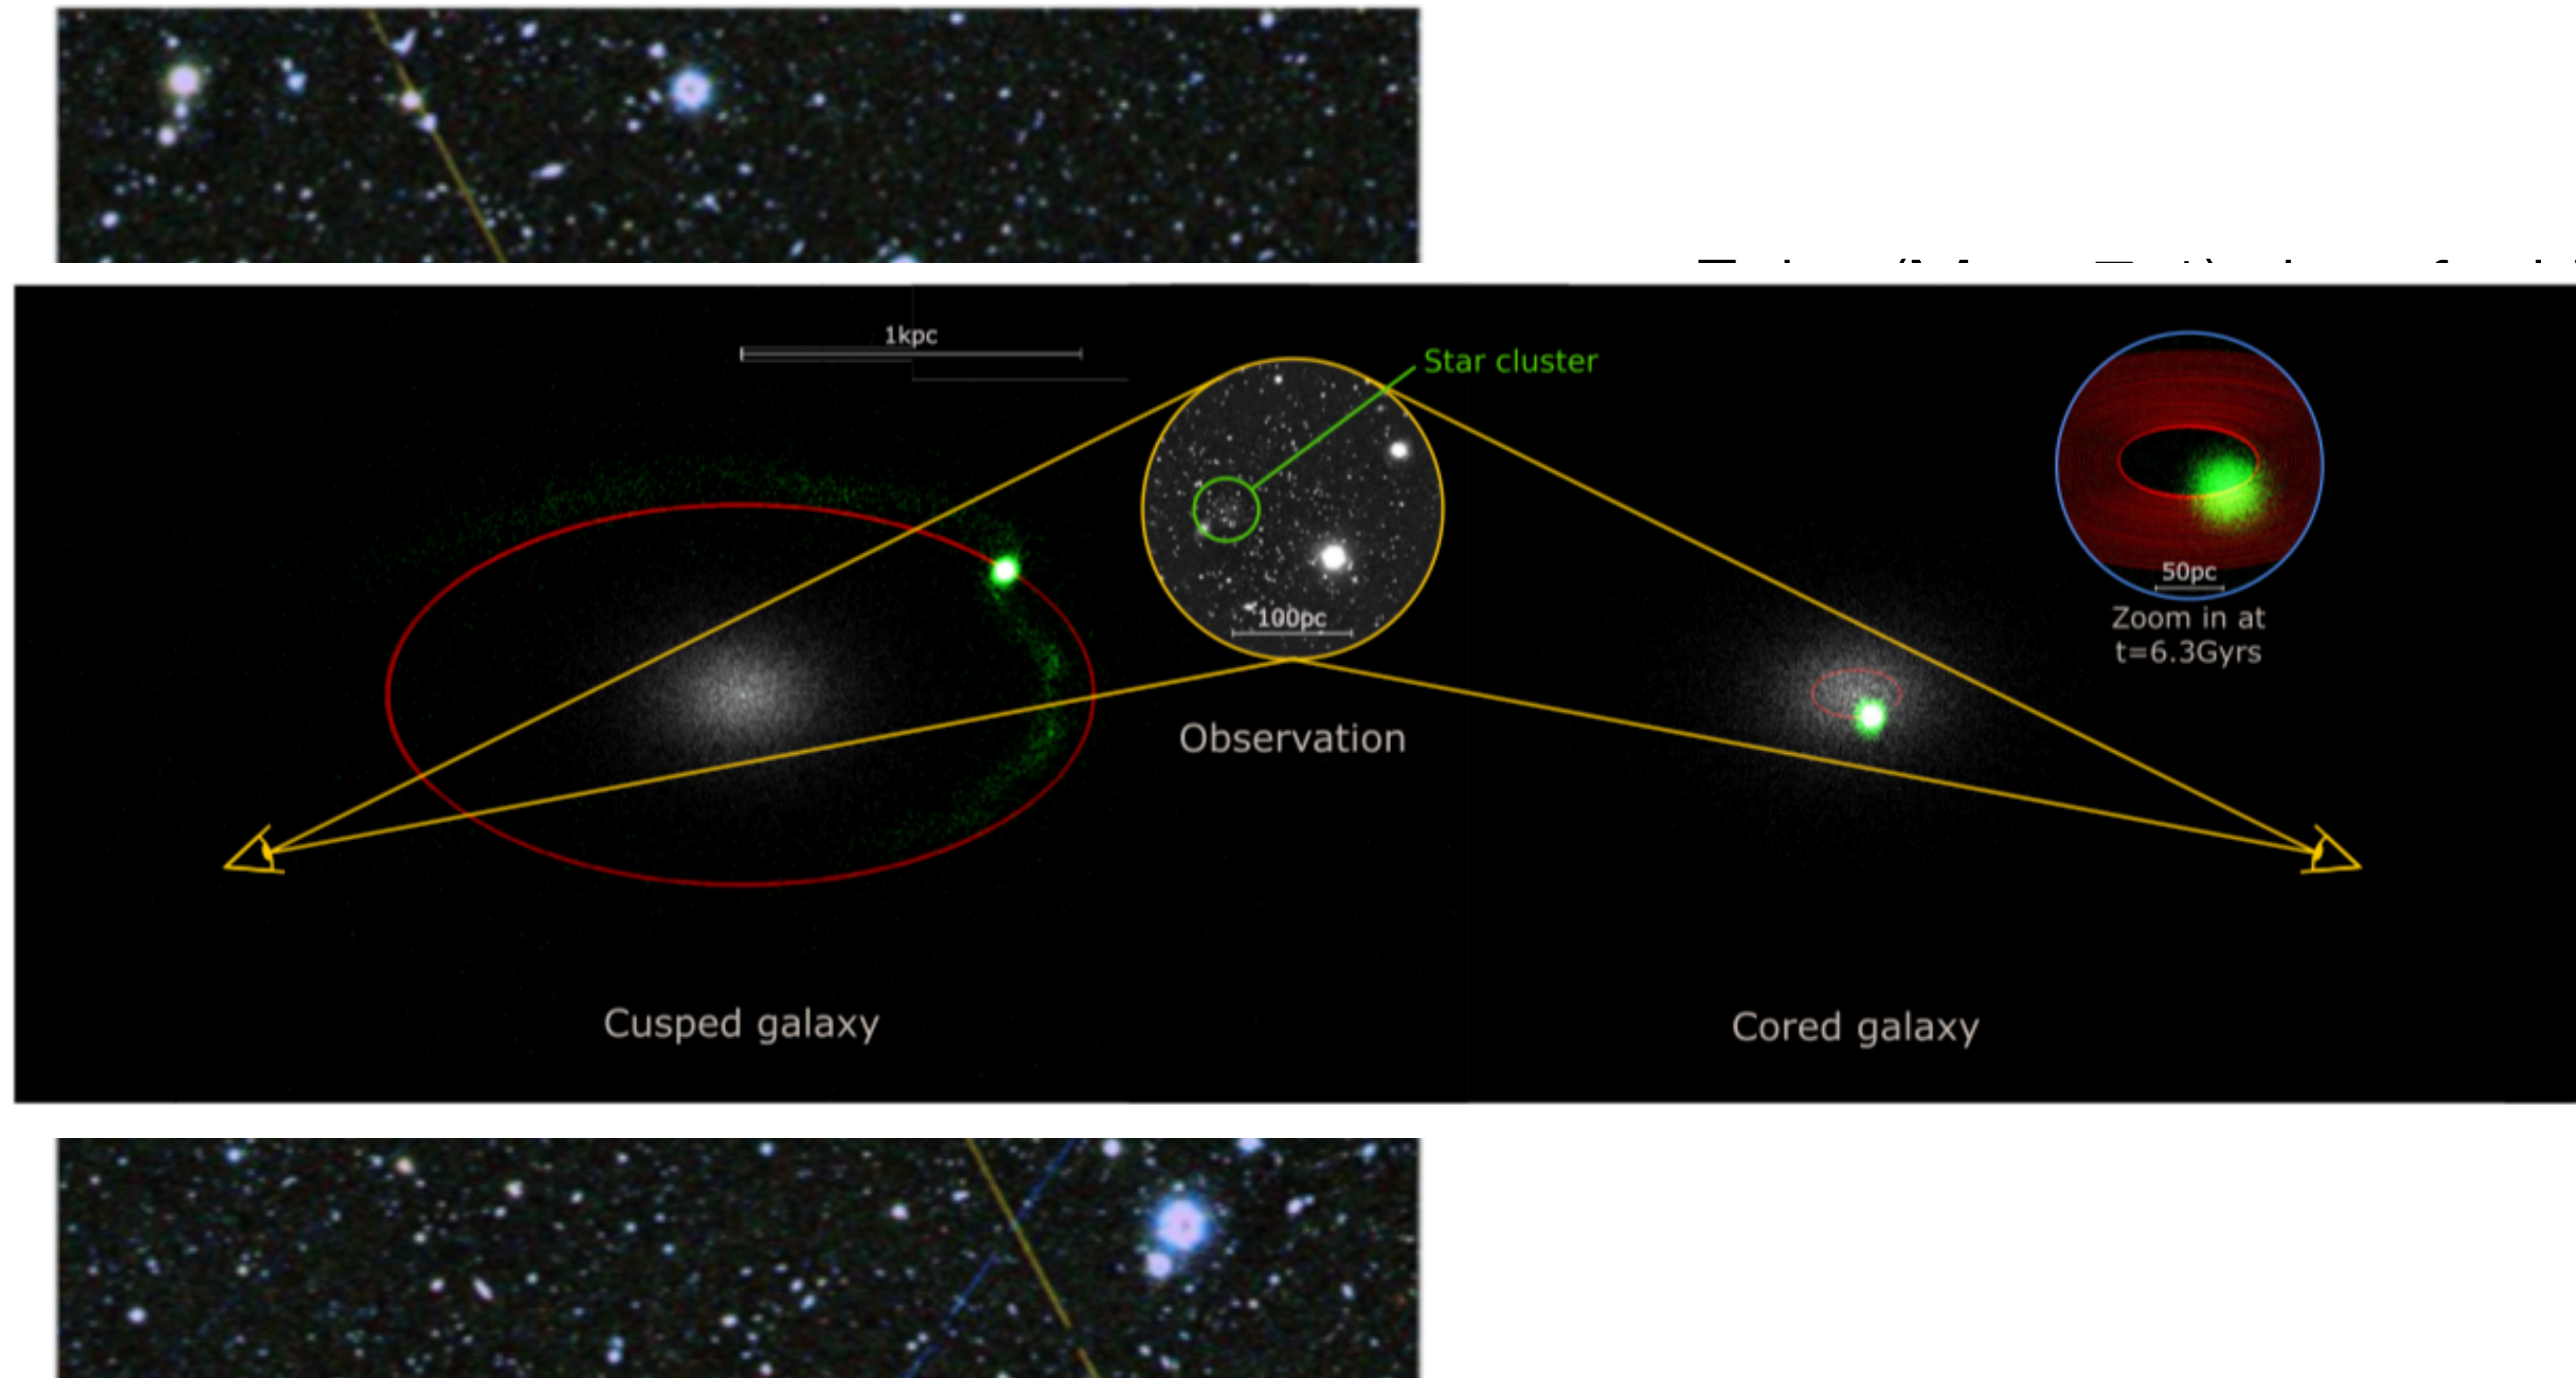 1kpc
Star cluster
100pc
Observation
50pc
Zoom in at
t=6.3Gyrs
Cusped galaxy
Cored galaxy